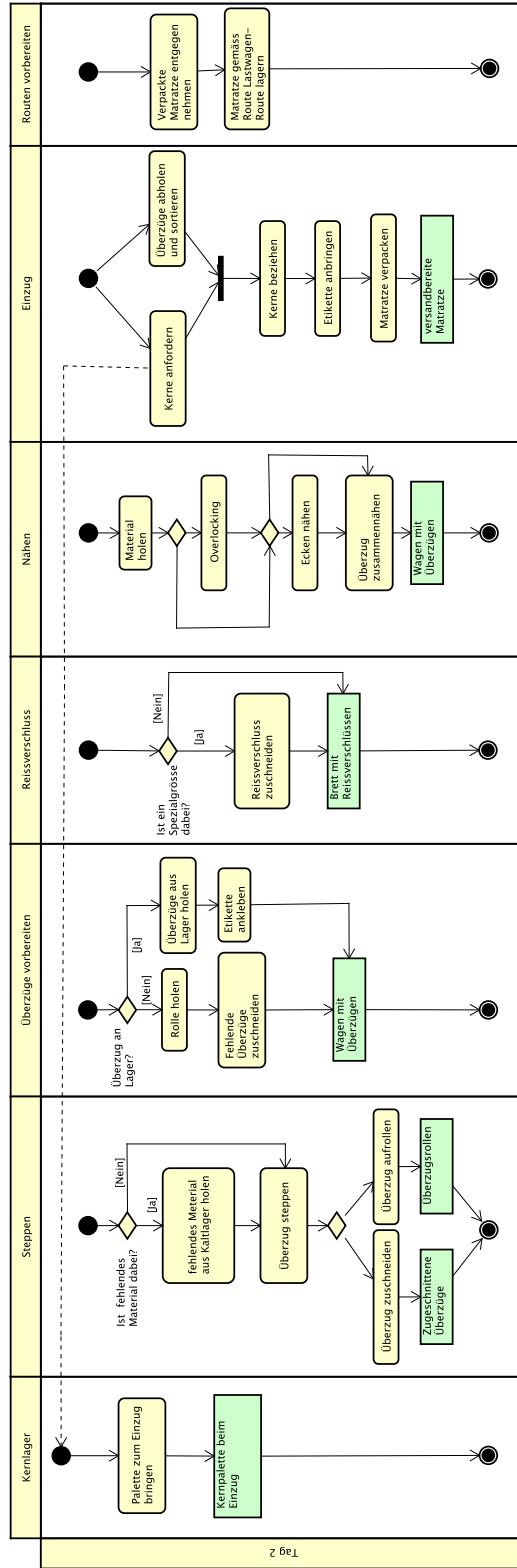 Tag 2
Kernlager
Palette zum Einzug
bringen
Kernpalette beim
Einzug
Steppen
Ist  fehlendes
Material dabei?
[Nein]
[Ja]
fehlendes Meterial
aus Kaltlager holen
Überzug steppen
Überzug zuschneiden
Überzug aufrollen
Zugeschnittene
Überzüge
Überzugsrollen
Überzüge vorbereiten
Überzug an
Lager?
[Nein]
[Ja]
Rolle holen
Überzüge aus
Lager holen
Fehlende
Überzüge
zuschneiden
Etikette
ankleben
Wagen mit
Überzügen
Reissverschluss
Ist ein
Spezialgrösse
dabei?
[Nein]
[Ja]
Reissverschluss
zuschneiden
Brett mit
Reissverschlüssen
Nähen
Material
holen
Overlocking
Ecken nähen
Überzug
zusammennähen
Wagen mit
Überzügen
Einzug
Kerne anfordern
Überzüge abholen
und sortieren
Kerne beziehen
Etikette anbringen
Matratze verpacken
versandbereite
Matratze
Routen vorbereiten
Verpackte
Matratze entgegen
nehmen
Matratze gemäss
Route Lastwagen-
Route lagern